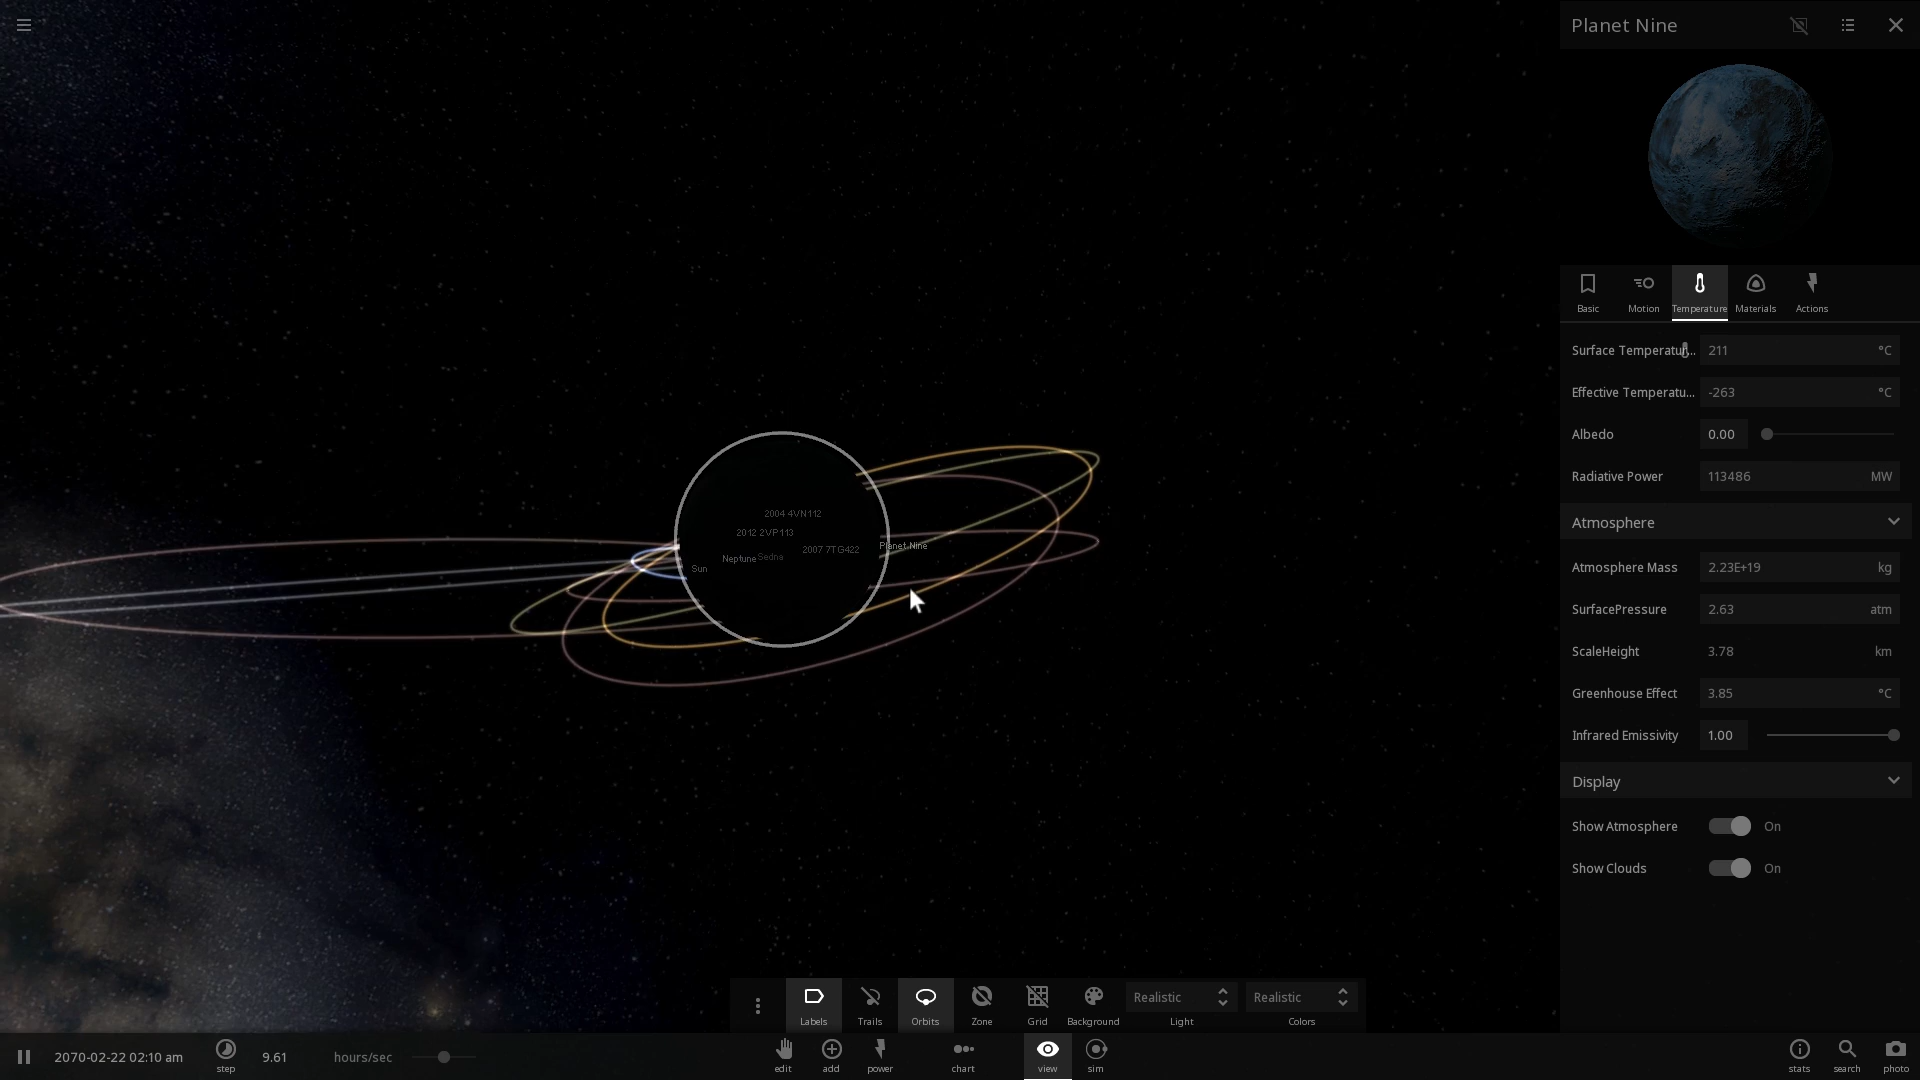 Planet Nine
Basic
Motion
Temperature
Materials
Actions
Surface Temperatur... 211 °C
Effective Temperatu... -263 °C
Albedo 0.00
Radiative Power 113486 MW
Atmosphere
Atmosphere Mass 2.23E+19 kg
SurfacePressure 2.63 atm
ScaleHeight 3.78 km
Greenhouse Effect 3.85 °C
Infrared Emissivity 1.00
Display
Show Atmosphere On
Show Clouds On
2004 4VN112
2012 2VP113
Planet Nine
2007 7TG422
Neptune
Sedna
Sun
Labels
Trails
Orbits
Zone
Grid
Background
Realistic
Light
Realistic
Colors
2070-02-22 02:10 am
step
9.61 hours/sec
edit
add
power
chart
view
sim
stats
search
photo